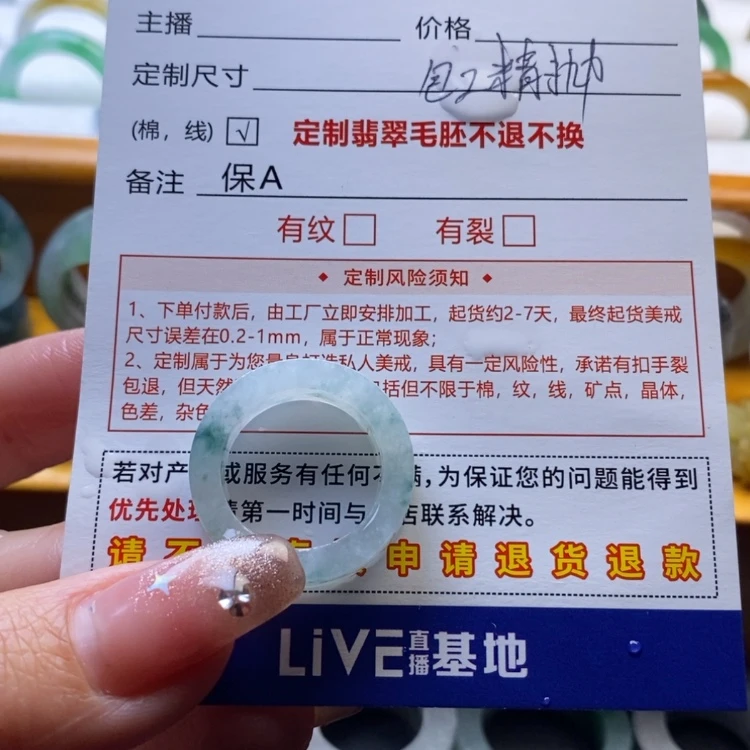 主播 价格
定制尺寸 包工精抛
(棉，线) √ 定制翡翠毛胚不退不换
备注 保A
有纹 有裂
定制风险须知
1、下单付款后，由工厂立即安排加工，起货约2-7天，最终起货美戒
尺寸误差在0.2-1mm，属于正常现象；
2、定制属于为您量身打造私人美戒，具有一定风险性，承诺有扣手裂
包退，但天然 括但不限于棉，纹，线，矿点，晶体，
色差，杂色
若对产 或服务有任何不满，为保证您的问题能得到
优先处理 第一时间与 店联系解决。
请不 申请退货退款
LiVE直播基地